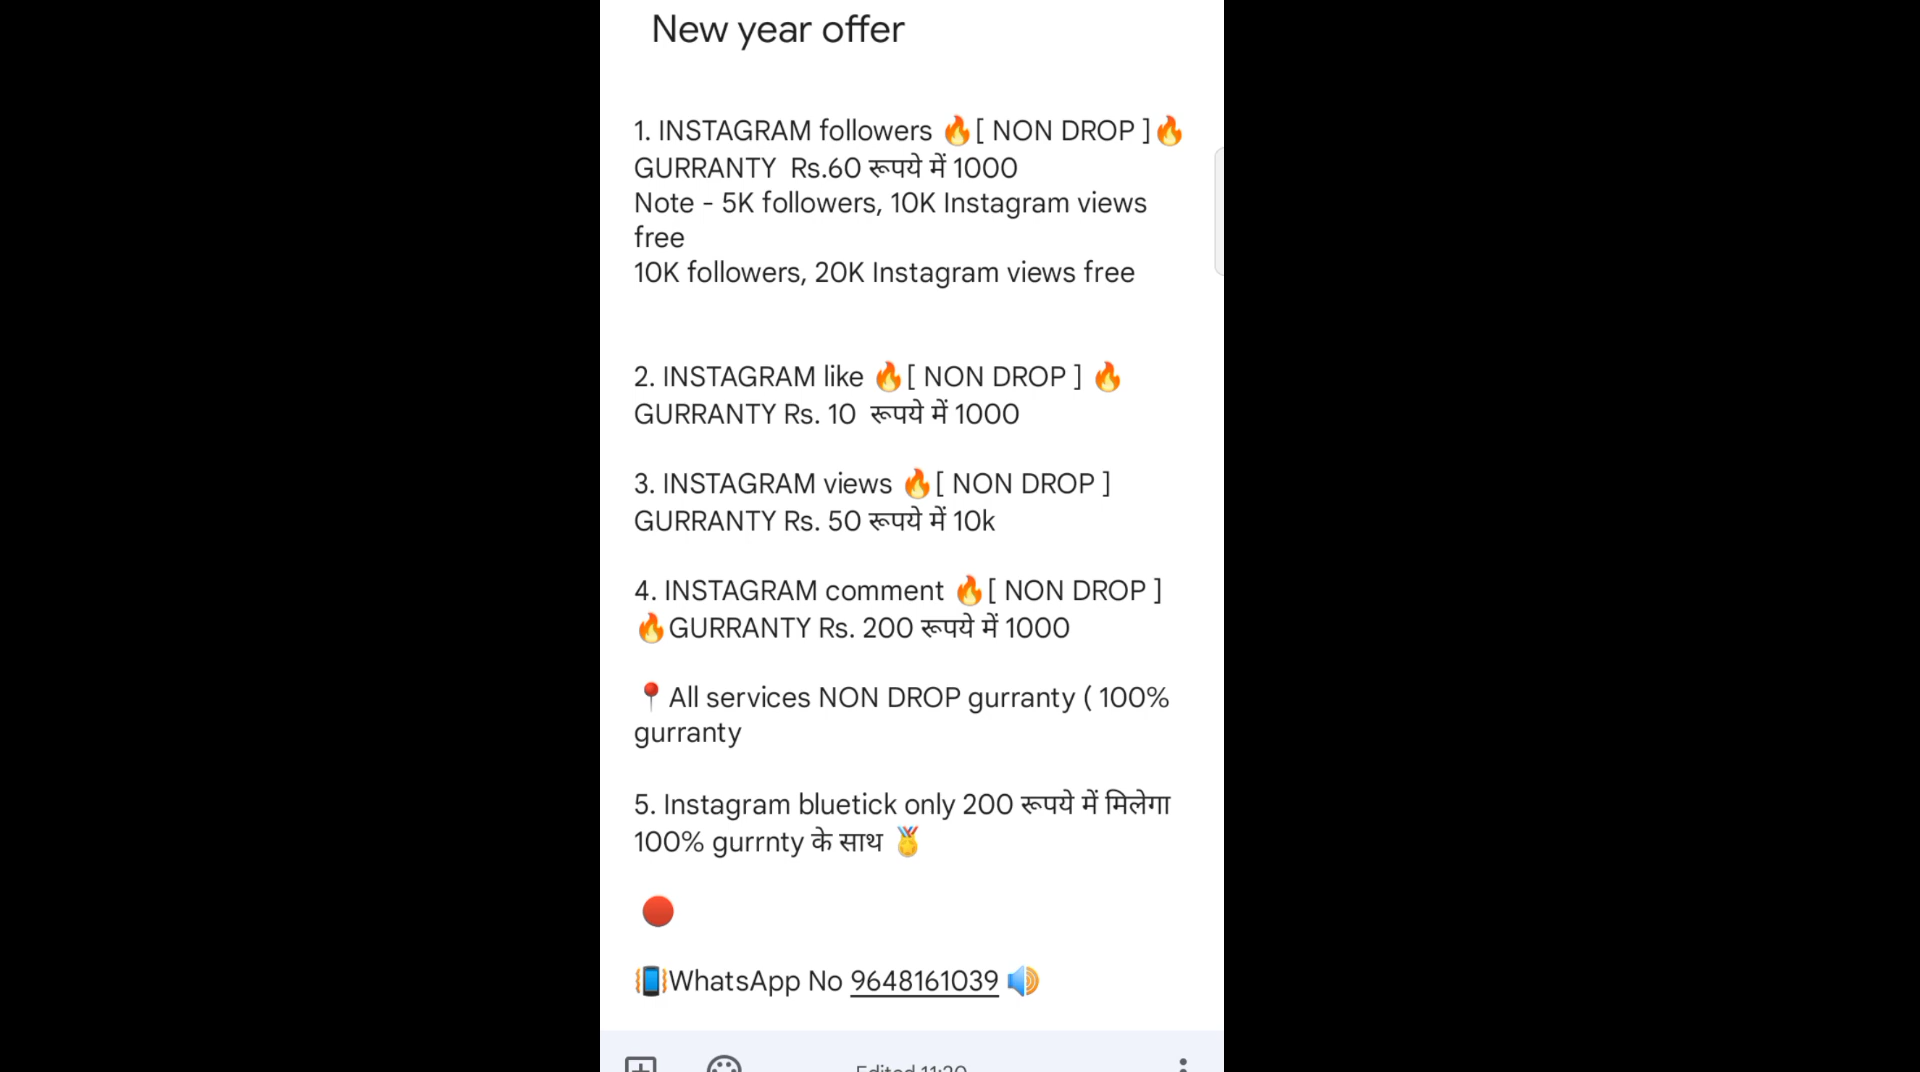 New year offer
1. INSTAGRAM followers 🔥[ NON DROP ]🔥
GURRANTY Rs.60 रूपये में 1000
Note - 5K followers, 10K Instagram views
free
10K followers, 20K Instagram views free
2. INSTAGRAM like 🔥[ NON DROP ] 🔥
GURRANTY Rs. 10 रूपये में 1000
3. INSTAGRAM views 🔥[ NON DROP ]
GURRANTY Rs. 50 रूपये में 10k
4. INSTAGRAM comment 🔥[ NON DROP ]
🔥GURRANTY Rs. 200 रूपये में 1000
📍All services NON DROP gurranty ( 100%
gurranty
5. Instagram bluetick only 200 रूपये में मिलेगा
100% gurrnty के साथ 🏅
🔴
📳WhatsApp No 9648161039 🔊
Edited 11:20